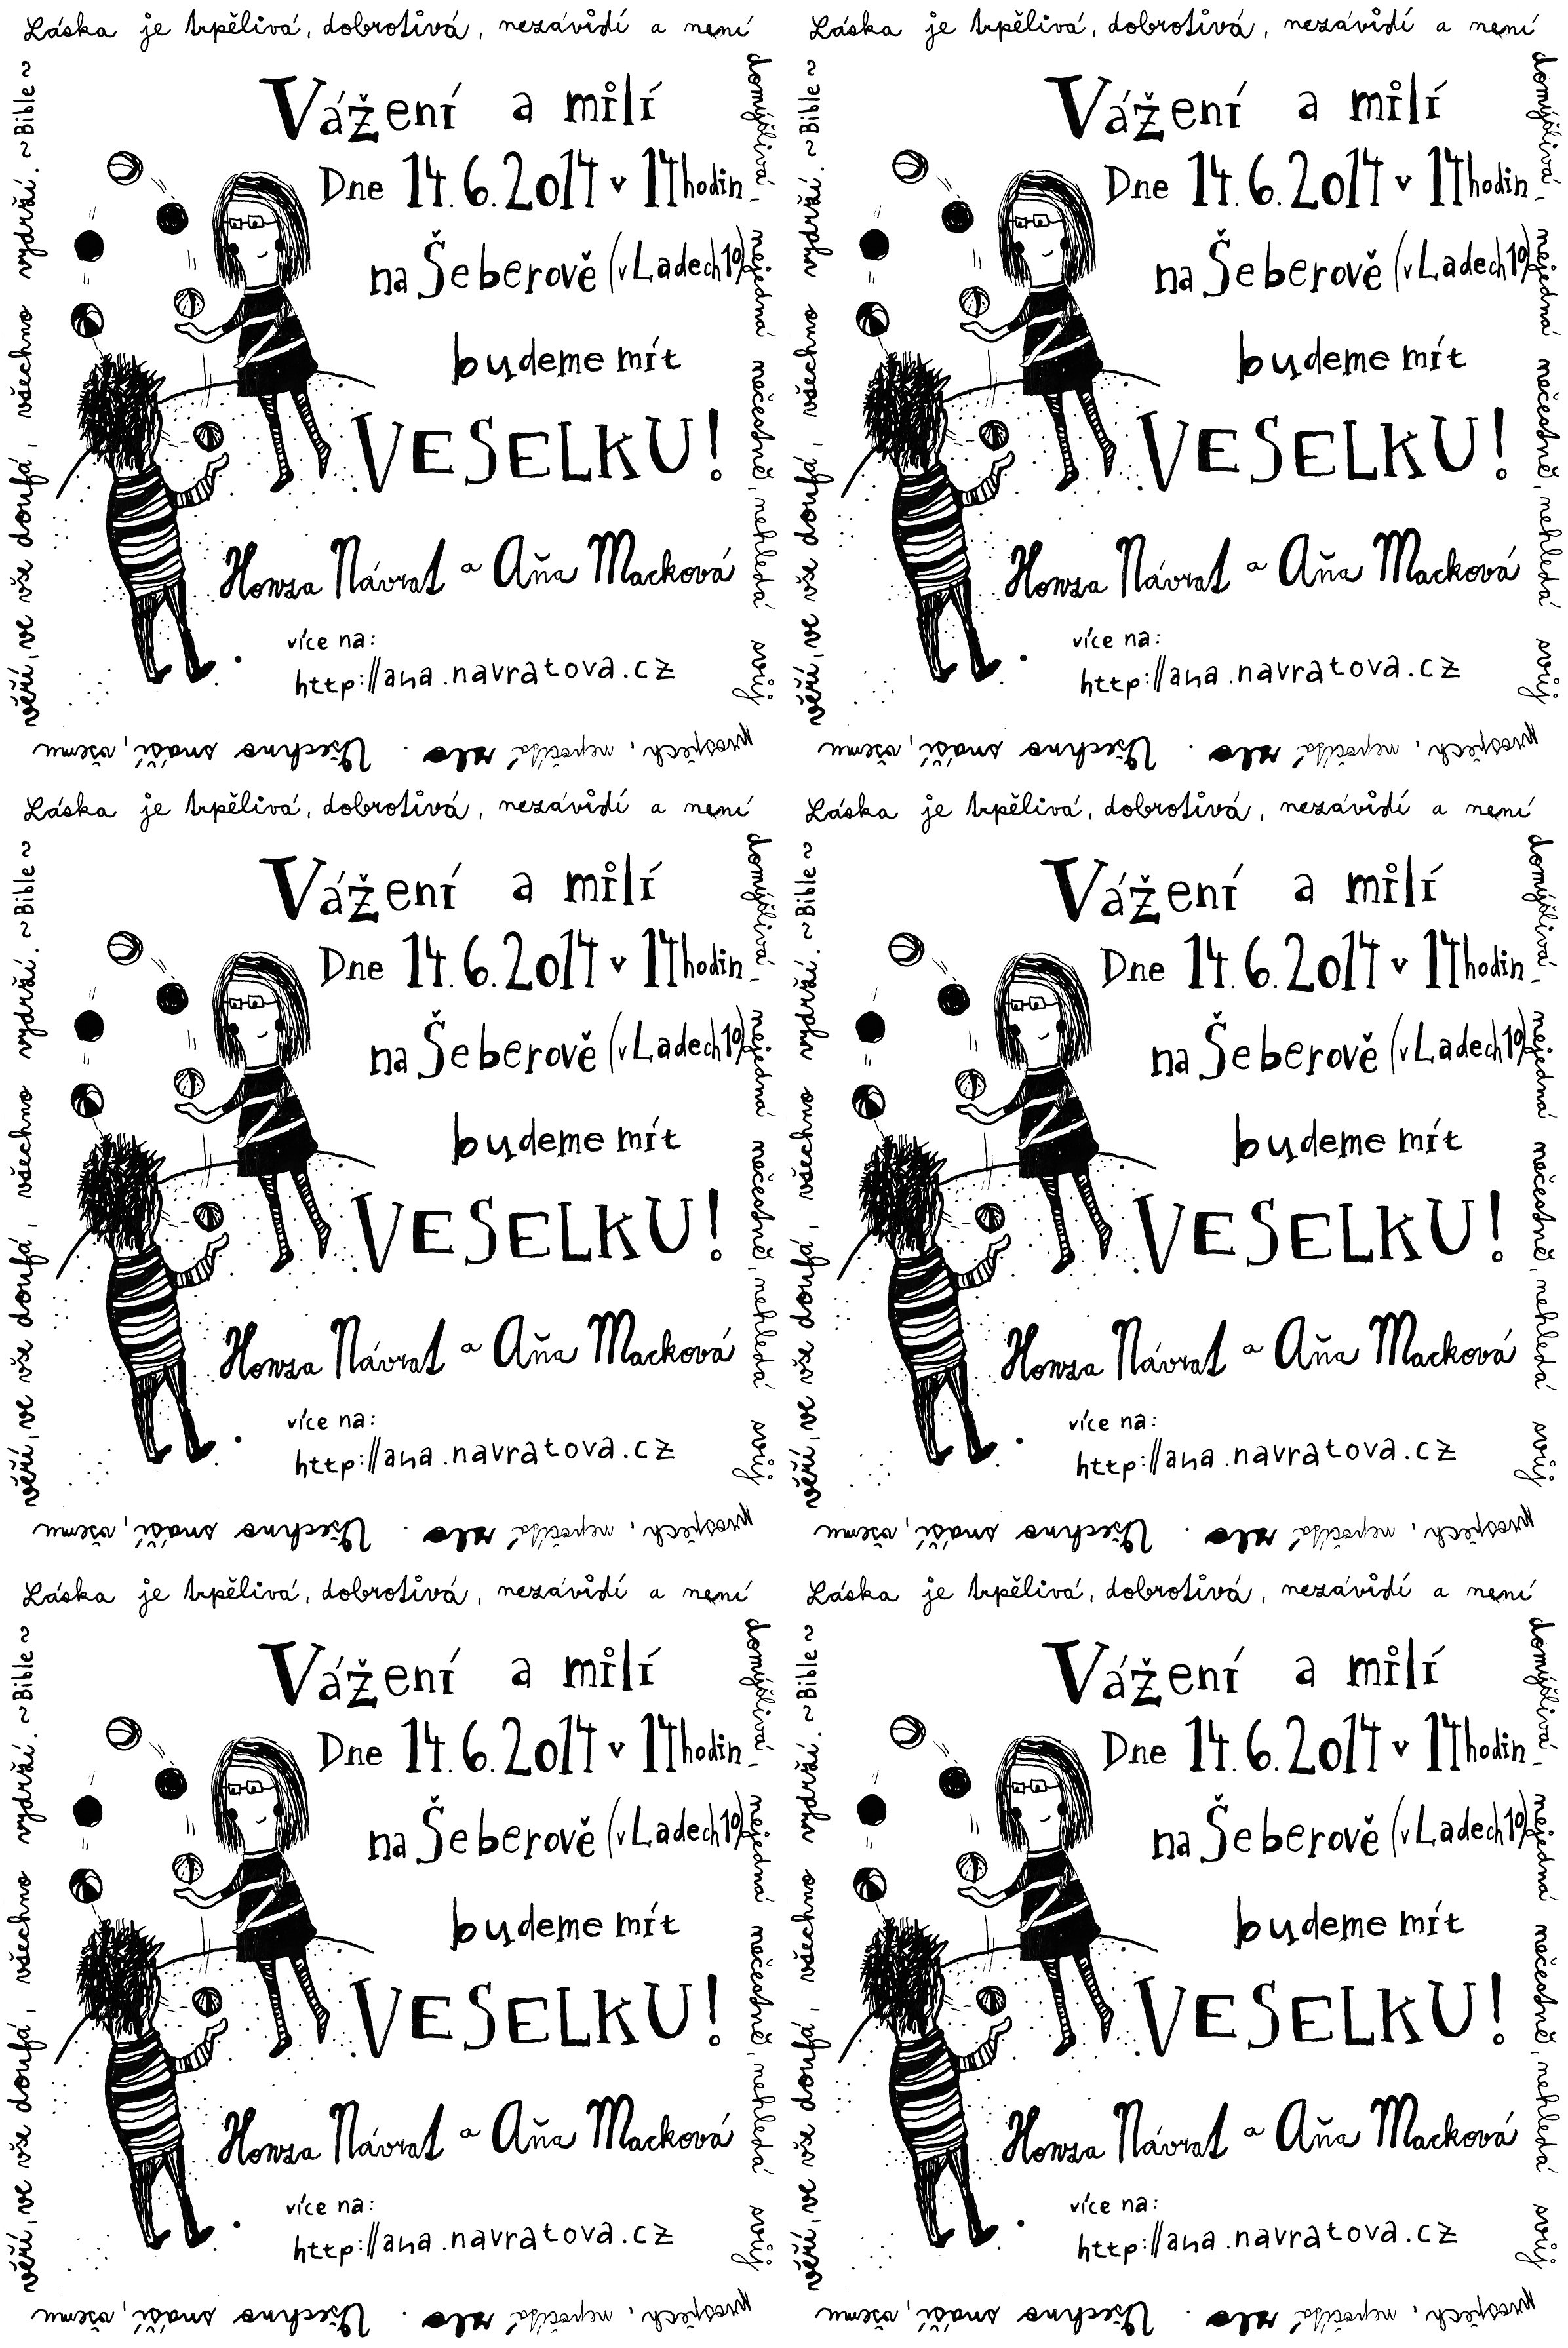 Láska je trpělivá, dobrotivá, nezávidí a není
domýšlivá, nejedná nečestně, nehledá svůj
prospěch, nepočítá zlo. Všechno snáší, všemu
věří, ve vše doufá, všechno vydrží. ~Bible~
Vážení a milí
Dne 14.6.2014 v 14hodin
na Šeberově (v Ladech 10)
budeme mít
VESELKU!
Honza Návrat a Aňa Macková
více na:
http://ana.navratova.cz
Láska je trpělivá, dobrotivá, nezávidí a není
domýšlivá, nejedná nečestně, nehledá svůj
prospěch, nepočítá zlo. Všechno snáší, všemu
věří, ve vše doufá, všechno vydrží. ~Bible~
Vážení a milí
Dne 14.6.2014 v 14hodin
na Šeberově (v Ladech 10)
budeme mít
VESELKU!
Honza Návrat a Aňa Macková
více na:
http://ana.navratova.cz
Láska je trpělivá, dobrotivá, nezávidí a není
domýšlivá, nejedná nečestně, nehledá svůj
prospěch, nepočítá zlo. Všechno snáší, všemu
věří, ve vše doufá, všechno vydrží. ~Bible~
Vážení a milí
Dne 14.6.2014 v 14hodin
na Šeberově (v Ladech 10)
budeme mít
VESELKU!
Honza Návrat a Aňa Macková
více na:
http://ana.navratova.cz
Láska je trpělivá, dobrotivá, nezávidí a není
domýšlivá, nejedná nečestně, nehledá svůj
prospěch, nepočítá zlo. Všechno snáší, všemu
věří, ve vše doufá, všechno vydrží. ~Bible~
Vážení a milí
Dne 14.6.2014 v 14hodin
na Šeberově (v Ladech 10)
budeme mít
VESELKU!
Honza Návrat a Aňa Macková
více na:
http://ana.navratova.cz
Láska je trpělivá, dobrotivá, nezávidí a není
domýšlivá, nejedná nečestně, nehledá svůj
prospěch, nepočítá zlo. Všechno snáší, všemu
věří, ve vše doufá, všechno vydrží. ~Bible~
Vážení a milí
Dne 14.6.2014 v 14hodin
na Šeberově (v Ladech 10)
budeme mít
VESELKU!
Honza Návrat a Aňa Macková
více na:
http://ana.navratova.cz
Láska je trpělivá, dobrotivá, nezávidí a není
domýšlivá, nejedná nečestně, nehledá svůj
prospěch, nepočítá zlo. Všechno snáší, všemu
věří, ve vše doufá, všechno vydrží. ~Bible~
Vážení a milí
Dne 14.6.2014 v 14hodin
na Šeberově (v Ladech 10)
budeme mít
VESELKU!
Honza Návrat a Aňa Macková
více na:
http://ana.navratova.cz